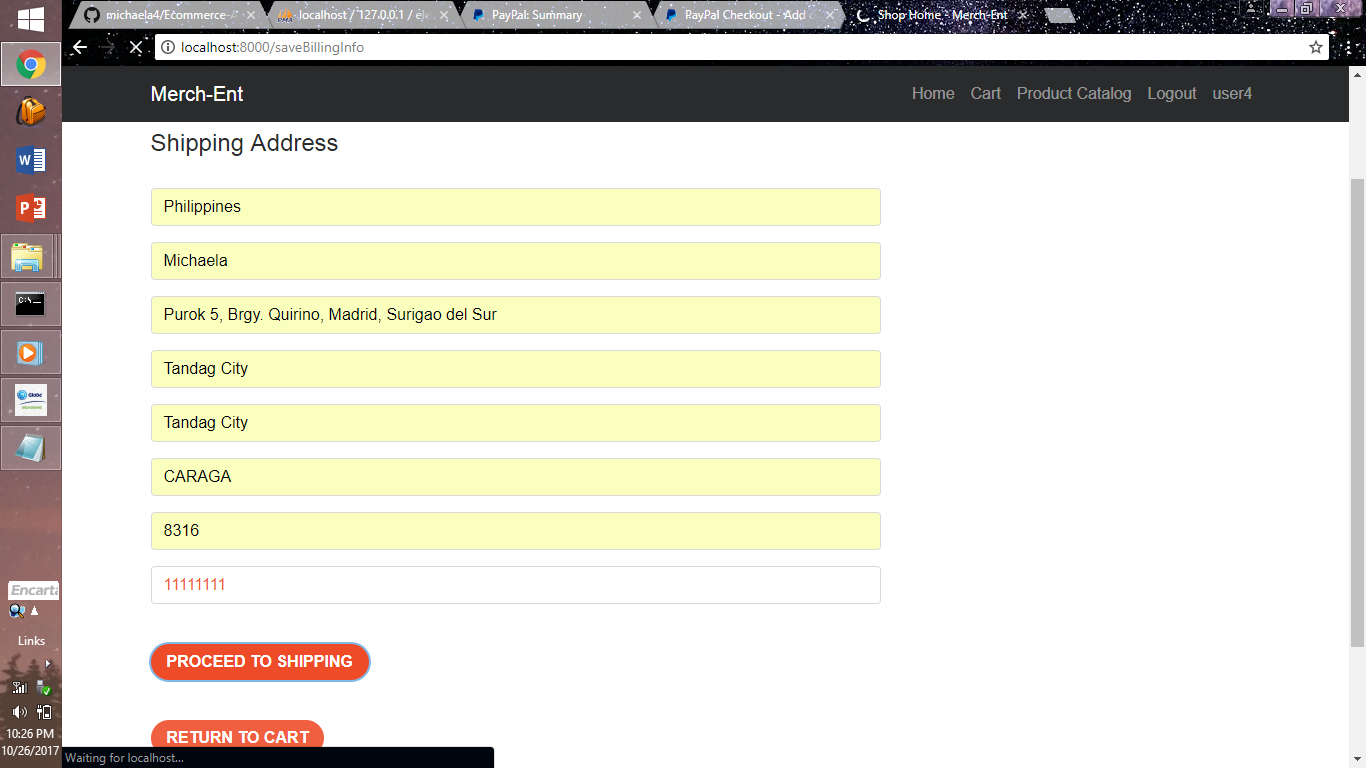 michaela4/Ecommerce-
localhost / 127.0.0.1
PayPal: Summary
PayPal Checkout - Add
Shop Home - Merch-Ent
localhost:8000/saveBillingInfo
Merch-Ent
Home Cart Product Catalog Logout user4
Shipping Address
Philippines
Michaela
Purok 5, Brgy. Quirino, Madrid, Surigao del Sur
Tandag City
Tandag City
CARAGA
8316
11111111
PROCEED TO SHIPPING
RETURN TO CART
Waiting for localhost...
Encarta
Links
10:26 PM
10/26/2017